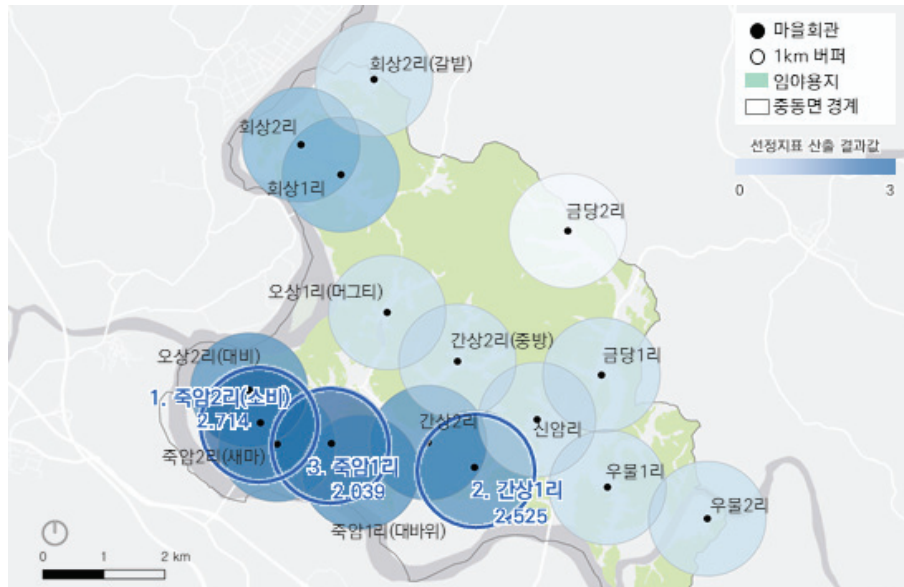 마을회관
1km 버퍼
임야용지
중동면 경계
선정지표 산출 결과값
0 3
회상2리(갈밭)
회상2리
회상1리
금당2리
오상1리(머그티)
간상2리(중방)
오상2리(대비)
금당1리
1. 죽암2리(소비)
2.714
간상2리
신암리
죽암2리(새마)
3. 죽암1리
2.039
2. 간상1리
2.525
우물1리
우물2리
죽암1리(대바위)
0 1 2 km